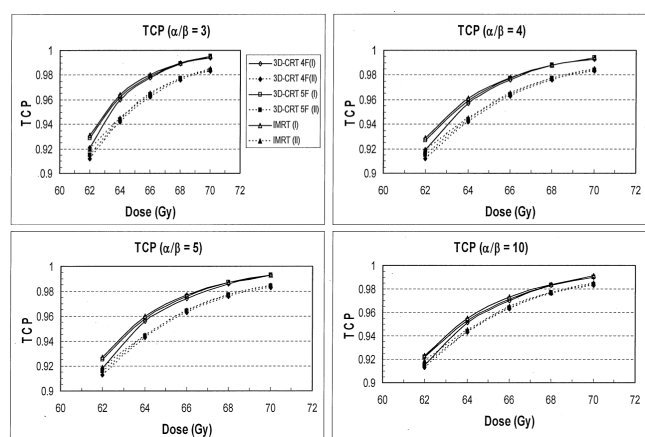 TCP (α/β = 3)
1
0.98
0.96
0.94
0.92
0.9
TCP
60 62 64 66 68 70 72
Dose (Gy)
3D-CRT 4F(I)
3D-CRT 4F(II)
3D-CRT 5F (I)
3D-CRT 5F (II)
IMRT (I)
IMRT (II)
TCP (α/β = 4)
1
0.98
0.96
0.94
0.92
0.9
TCP
60 62 64 66 68 70 72
Dose (Gy)
TCP (α/β = 5)
1
0.98
0.96
0.94
0.92
0.9
TCP
60 62 64 66 68 70 72
Dose (Gy)
TCP (α/β = 10)
1
0.98
0.96
0.94
0.92
0.9
TCP
60 62 64 66 68 70 72
Dose (Gy)